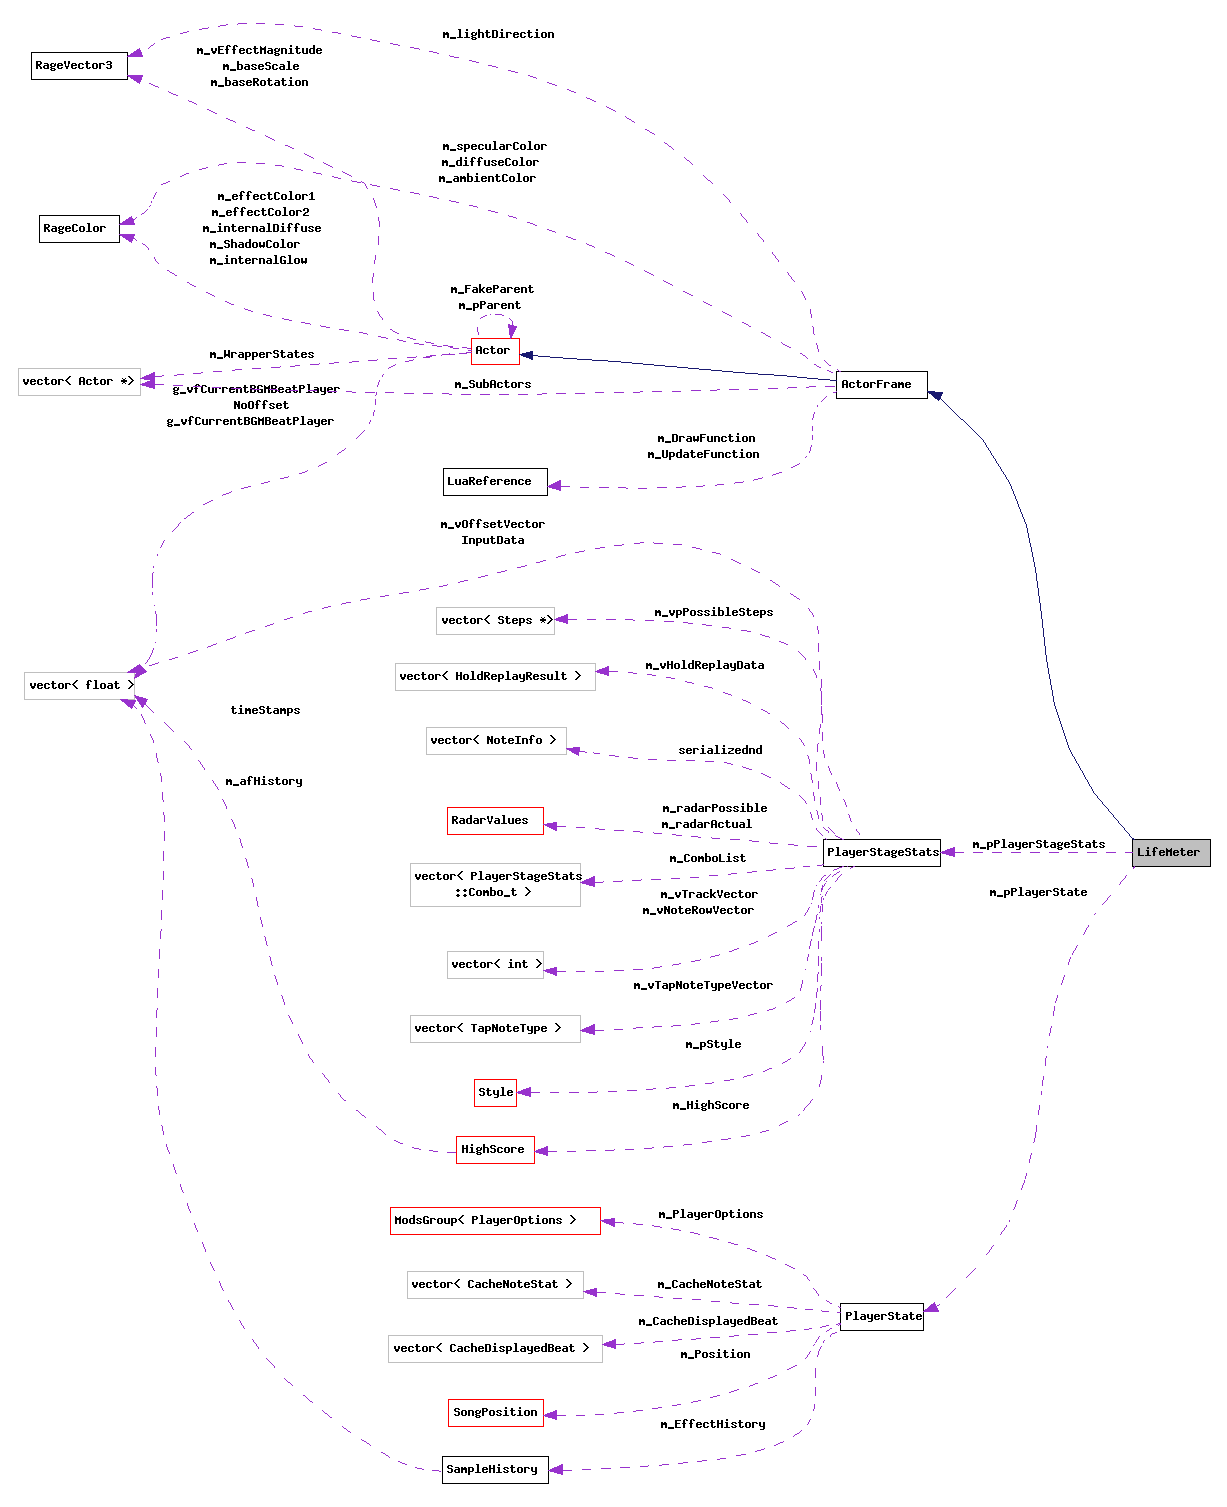 m_lightDirection
RageVector3
m_vEffectMagnitude
m_baseScale
m_baseRotation
m_specularColor
m_diffuseColor
m_ambientColor
RageColor
m_effectColor1
m_effectColor2
m_internalDiffuse
m_ShadowColor
m_internalGlow
m_FakeParent
m_pParent
Actor
m_WrapperStates
vector< Actor *>
m_SubActors
ActorFrame
g_vfCurrentBGMBeatPlayer
NoOffset
g_vfCurrentBGMBeatPlayer
m_DrawFunction
m_UpdateFunction
LuaReference
m_vOffsetVector
InputData
vector< Steps *>
m_vpPossibleSteps
vector< HoldReplayResult >
m_vHoldReplayData
vector< float >
timeStamps
vector< NoteInfo >
serializednd
m_afHistory
RadarValues
m_radarPossible
m_radarActual
PlayerStageStats
m_pPlayerStageStats
LifeMeter
m_ComboList
vector< PlayerStageStats
::Combo_t >
m_vTrackVector
m_vNoteRowVector
m_pPlayerState
vector< int >
m_vTapNoteTypeVector
vector< TapNoteType >
m_pStyle
Style
m_HighScore
HighScore
m_PlayerOptions
ModsGroup< PlayerOptions >
vector< CacheNoteStat >
m_CacheNoteStat
PlayerState
m_CacheDisplayedBeat
vector< CacheDisplayedBeat >
m_Position
SongPosition
m_EffectHistory
SampleHistory